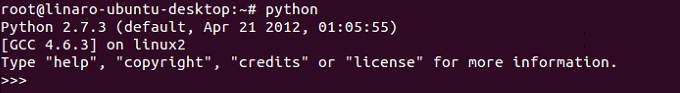 root@linaro-ubuntu-desktop:~# python
Python 2.7.3 (default, Apr 21 2012, 01:05:55)
[GCC 4.6.3] on linux2
Type "help", "copyright", "credits" or "license" for more information.
>>>